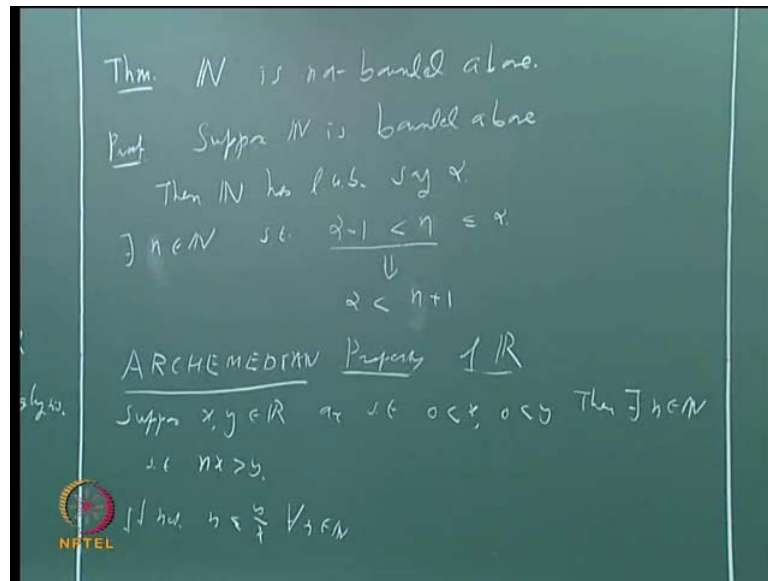 Thm. ℕ is not bounded above.
Proof Suppose ℕ is bounded above
Then ℕ has l.u.b. say α.
∃ n ∈ ℕ s.t. α-1 < n ≤ α.
⇓
α < n+1
ARCHEMEDIAN Property of ℝ
Suppose x, y ∈ ℝ are s.t. 0 < x, 0 < y Then ∃ n ∈ ℕ
s.t. nx > y.
If not. n ≤ y/x ∀ n ∈ ℕ
NPTEL